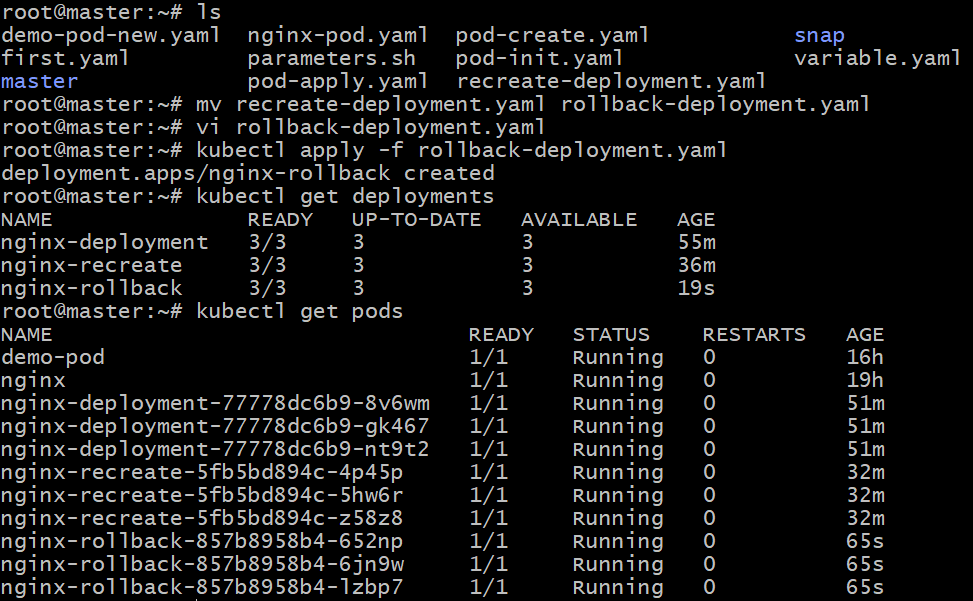 root@master:~# ls
demo-pod-new.yaml nginx-pod.yaml pod-create.yaml snap
first.yaml parameters.sh pod-init.yaml variable.yaml
master pod-apply.yaml recreate-deployment.yaml
root@master:~# mv recreate-deployment.yaml rollback-deployment.yaml
root@master:~# vi rollback-deployment.yaml
root@master:~# kubectl apply -f rollback-deployment.yaml
deployment.apps/nginx-rollback created
root@master:~# kubectl get deployments
NAME READY UP-TO-DATE AVAILABLE AGE
nginx-deployment 3/3 3 3 55m
nginx-recreate 3/3 3 3 36m
nginx-rollback 3/3 3 3 19s
root@master:~# kubectl get pods
NAME READY STATUS RESTARTS AGE
demo-pod 1/1 Running 0 16h
nginx 1/1 Running 0 19h
nginx-deployment-77778dc6b9-8v6wm 1/1 Running 0 51m
nginx-deployment-77778dc6b9-gk467 1/1 Running 0 51m
nginx-deployment-77778dc6b9-nt9t2 1/1 Running 0 51m
nginx-recreate-5fb5bd894c-4p45p 1/1 Running 0 32m
nginx-recreate-5fb5bd894c-5hw6r 1/1 Running 0 32m
nginx-recreate-5fb5bd894c-z58z8 1/1 Running 0 32m
nginx-rollback-857b8958b4-652np 1/1 Running 0 65s
nginx-rollback-857b8958b4-6jn9w 1/1 Running 0 65s
nginx-rollback-857b8958b4-lzbp7 1/1 Running 0 65s